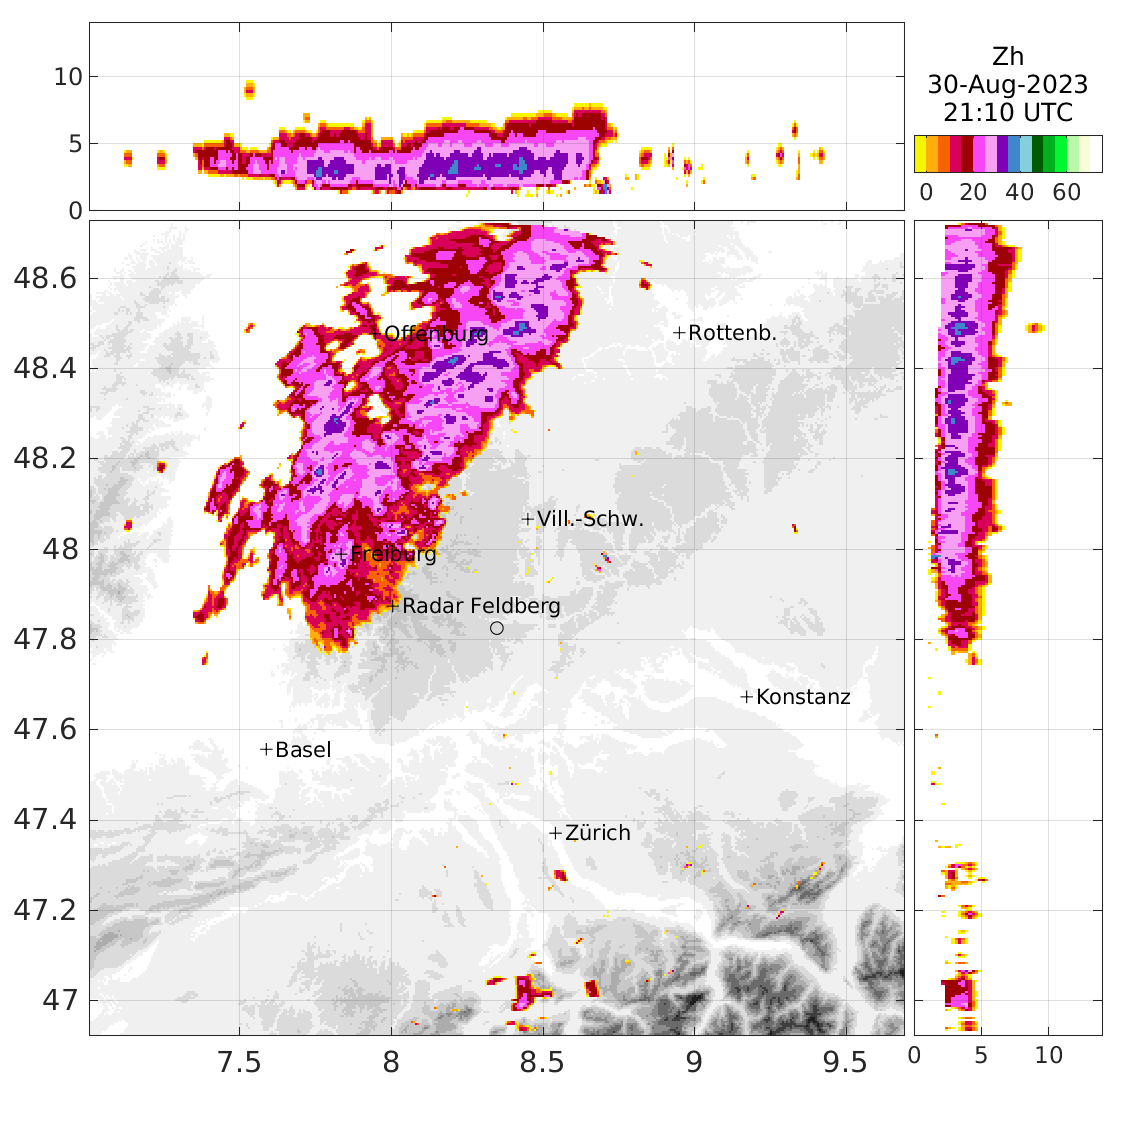 Zh
30-Aug-2023
21:10 UTC
0 20 40 60
10
5
0
48.6
48.4
48.2
48
47.8
47.6
47.4
47.2
47
+Offenburg
+Rottenb.
+Vill.-Schw.
+Freiburg
+Radar Feldberg
+Konstanz
+Basel
+Zürich
7.5 8 8.5 9 9.5
0 5 10